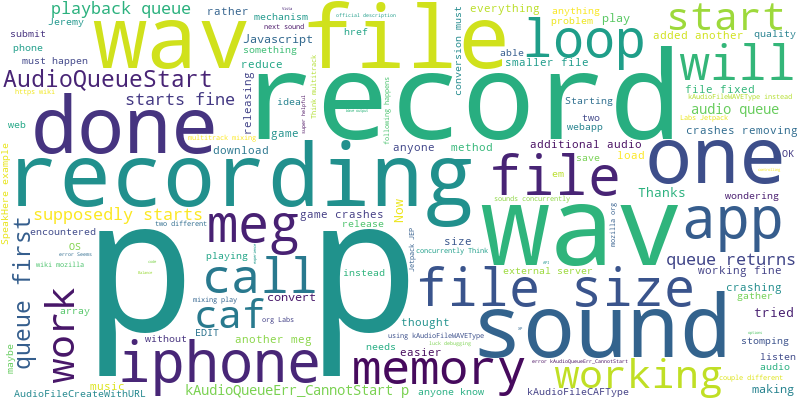 p p
record
wav file
recording
wav
sound
done
one
loop
start
will
app
file
iphone
memory
file size
working
work
call
caf
meg
AudioQueueStart
playback queue
starts fine
supposedly starts
queue first
queue returns
audio queue
kAudioQueueErr_CannotStart p
AudioFileCreateWithURL
kAudioFileCAFType
kAudioFileWAVEType instead
using kAudioFileWAVEType
error kAudioQueueErr_CannotStart
SpeakHere example
Jeremy
rather
mechanism
Javascript
something
reduce
href
official description
next sound
everything
play
able
smaller file
anything
problem
added another
quality
conversion must
submit
phone
must happen
releasing
idea
game
download
anyone
method
Starting
two
webapp
file fixed
crashes removing
Labs Jetpack
OK
additional audio
save
load
em
sounds concurrently
wondering
Thanks
mozilla org
external server
working fine
crashing
gather
tried
stomping
listen
audio
making
couple different
anyone know
thought
easier
needs
size
concurrently Think
Think multitrack
multitrack mixing
following happens
super helpful
Jetpack JEP
Now
game crashes
release
playing
instead
convert
without
EDIT
another meg
mixing play
org Labs
two different
error Seems
wiki mozilla
https wiki
encountered
OS
array
maybe
music
web
luck debugging